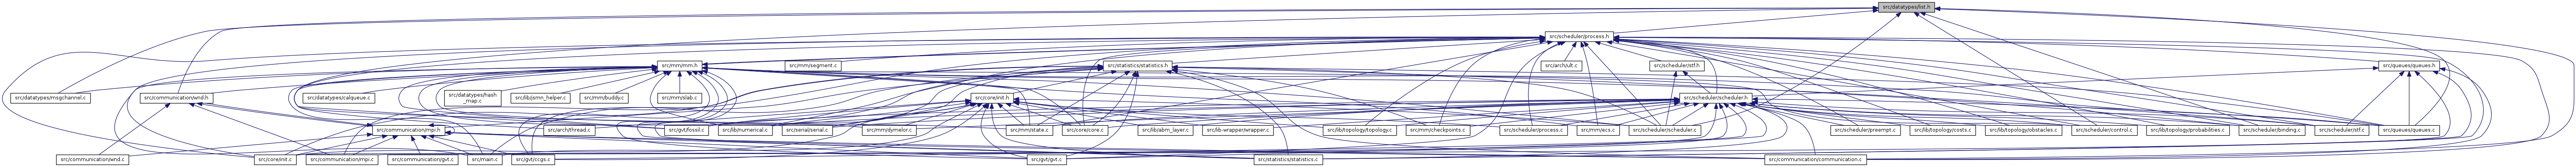 src/datatypes/list.h
src/scheduler/process.h
src/mm/mm.h
src/mm/segment.c
src/statistics/statistics.h
src/arch/ult.c
src/scheduler/stf.h
src/queues/queues.h
src/datatypes/msgchannel.c
src/communication/wnd.h
src/datatypes/calqueue.c
src/datatypes/hash
_map.c
src/lib/jsmn_helper.c
src/mm/buddy.c
src/mm/slab.c
src/core/init.h
src/scheduler/scheduler.h
src/communication/mpi.h
src/arch/thread.c
src/gvt/fossil.c
src/lib/numerical.c
src/serial/serial.c
src/mm/dymelor.c
src/mm/state.c
src/core/core.c
src/lib/abm_layer.c
src/lib-wrapper/wrapper.c
src/lib/topology/topology.c
src/mm/checkpoints.c
src/scheduler/process.c
src/mm/ecs.c
src/scheduler/scheduler.c
src/scheduler/preempt.c
src/lib/topology/costs.c
src/lib/topology/obstacles.c
src/scheduler/control.c
src/lib/topology/probabilities.c
src/scheduler/binding.c
src/scheduler/stf.c
src/queues/queues.c
src/communication/wnd.c
src/core/init.c
src/communication/mpi.c
src/communication/gvt.c
src/main.c
src/gvt/ccgs.c
src/statistics/statistics.c
src/gvt/gvt.c
src/communication/communication.c